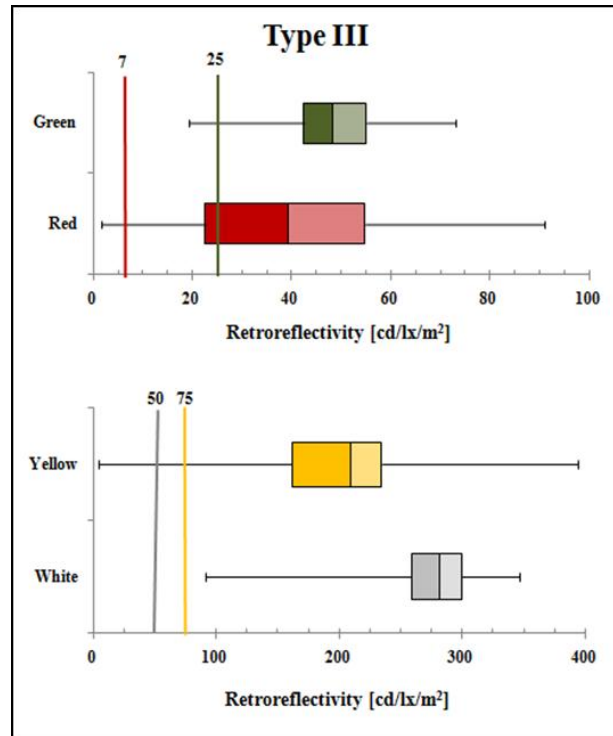 Type III
7 25
Green
Red
0 20 40 60 80 100
Retroreflectivity [cd/lx/m²]
50 75
Yellow
White
0 100 200 300 400
Retroreflectivity [cd/lx/m²]